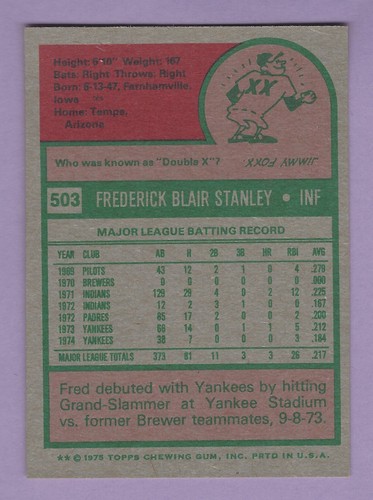 Height: 5-10" Weight: 167
Bats: Right Throws: Right
Born: 8-13-47, Farnhamville,
Iowa **
Home: Tempe,
Arizona
XX
Who was known as "Double X"? JIMMY FOXX
503 FREDERICK BLAIR STANLEY • INF
MAJOR LEAGUE BATTING RECORD
YEAR CLUB AB H 2B 3B HR RBI AVG
1969 PILOTS 43 12 2 1 0 4 .279
1970 BREWERS 0 0 0 0 0 0 .000
1971 INDIANS 129 29 4 0 2 12 .225
1972 INDIANS 12 2 3 1 0 0 .167
1972 PADRES 85 17 2 0 0 2 .200
1973 YANKEES 66 14 0 1 1 5 .212
1974 YANKEES 38 7 0 0 0 3 .184
MAJOR LEAGUE TOTALS 373 81 11 3 3 26 .217
Fred debuted with Yankees by hitting
Grand-Slammer at Yankee Stadium
vs. former Brewer teammates, 9-8-73.
** © 1975 TOPPS CHEWING GUM, INC. PRTD IN U.S.A.